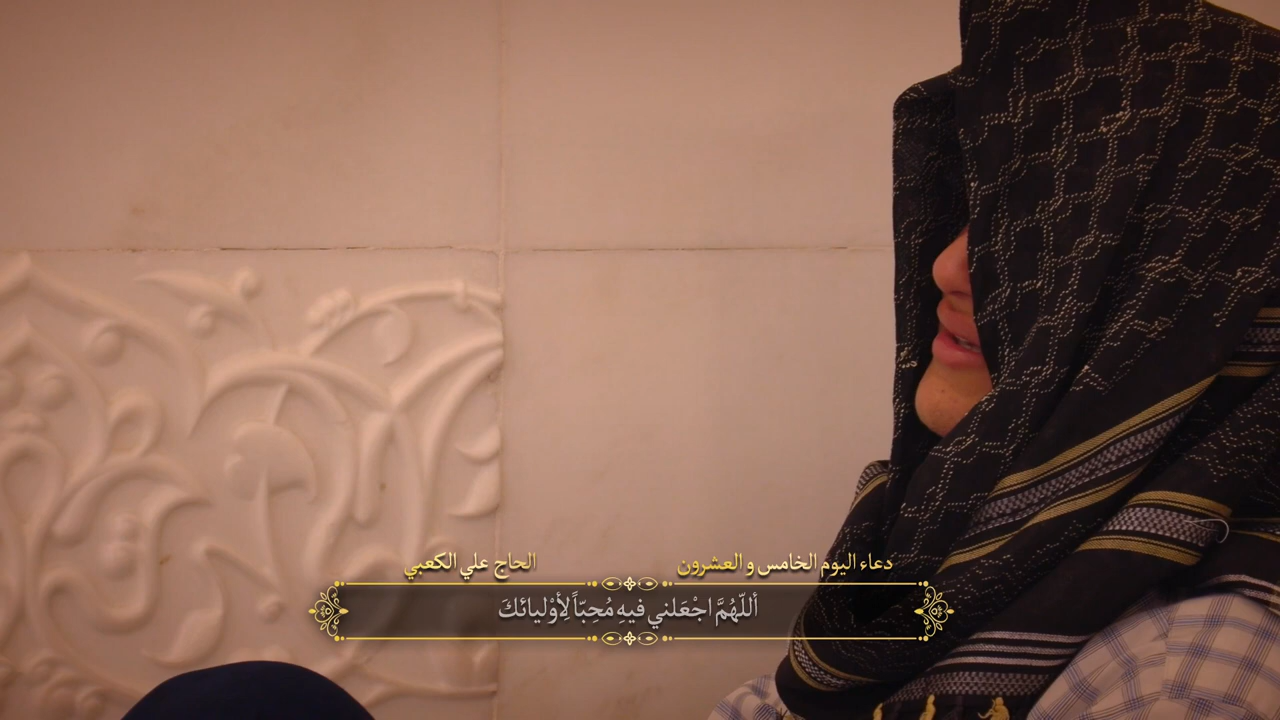 دعاء اليوم الخامس و العشرون
الحاج علي الكعبي
أللّهُمَّ اجْعَلني فيهِ مُحِبّاً لِأوْليائكَ